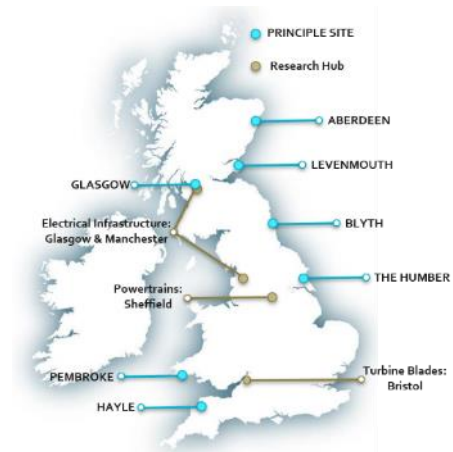 PRINCIPLE SITE
Research Hub
ABERDEEN
LEVENMOUTH
GLASGOW
Electrical Infrastructure:
Glasgow & Manchester
BLYTH
THE HUMBER
Powertrains:
Sheffield
PEMBROKE
Turbine Blades:
Bristol
HAYLE